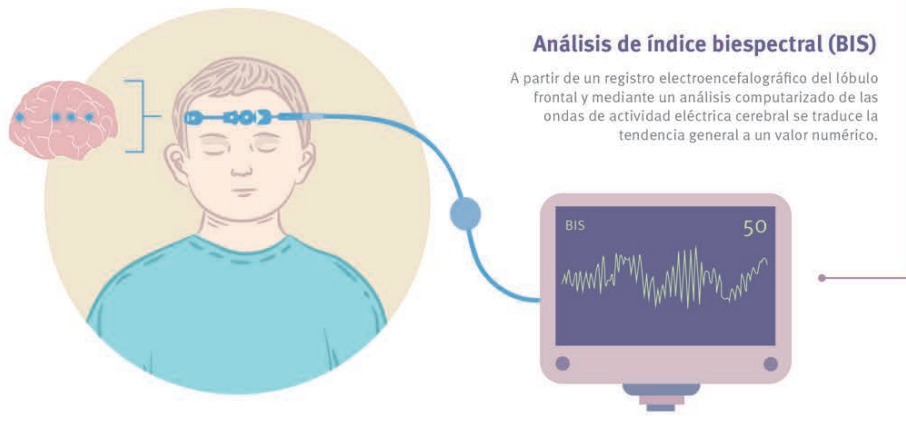 Análisis de índice biespectral (BIS)
A partir de un registro electroencefalográfico del lóbulo
frontal y mediante un análisis computarizado de las
ondas de actividad eléctrica cerebral se traduce la
tendencia general a un valor numérico.
BIS 50